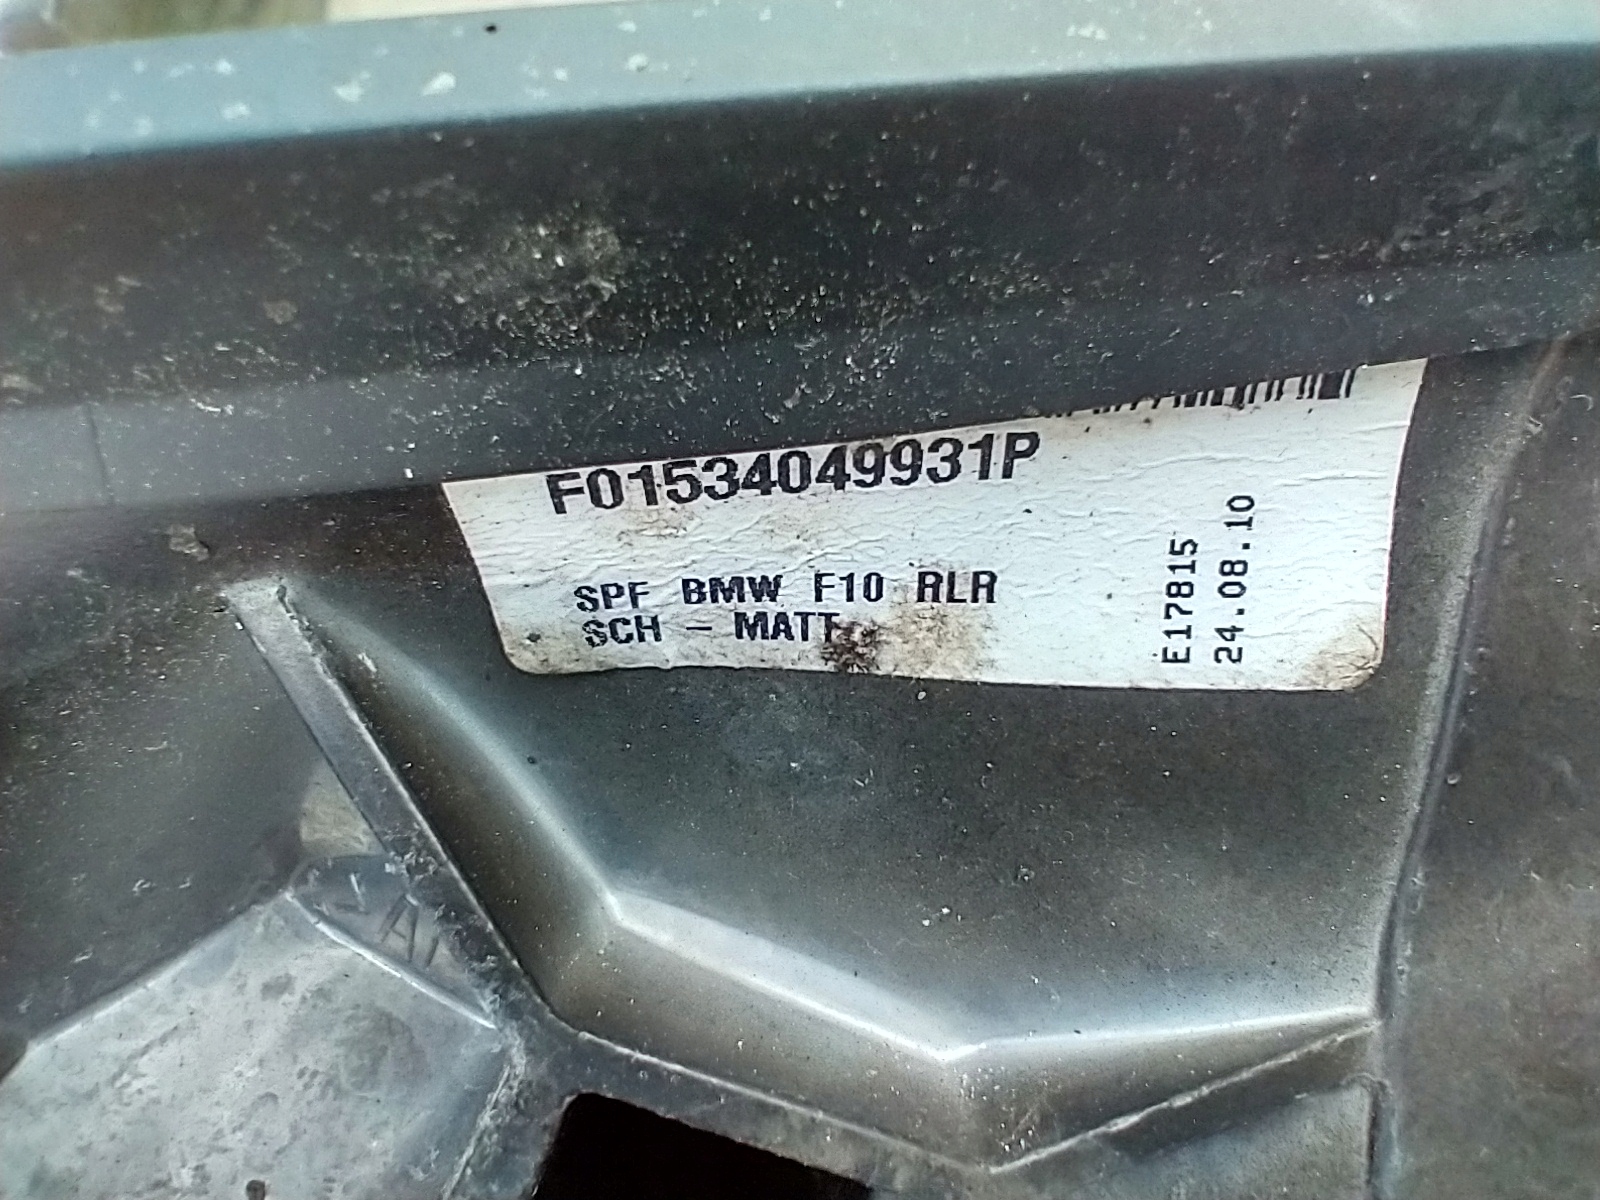 F01534049931P
SPF BMW F10 RLR
SCH - MATT
E17815
24.08.10